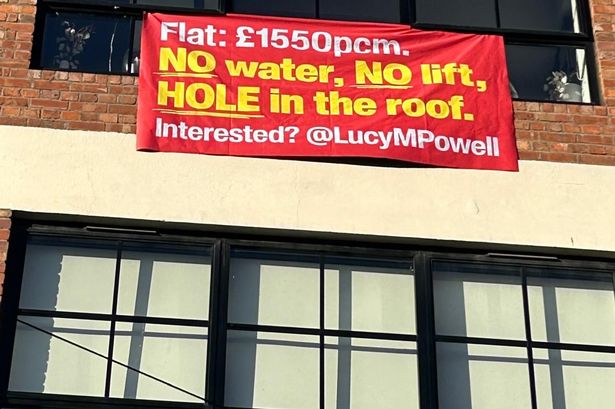 Flat: £1550pcm.
NO water, NO lift,
HOLE in the roof.
Interested? @LucyMPowell